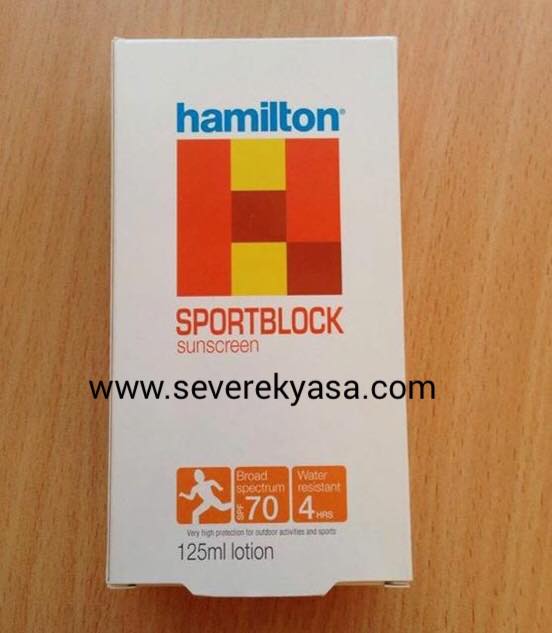 hamilton®
SPORTBLOCK
sunscreen
www.severekyasa.com
Broad
spectrum
SPF 70
Water
resistant
4 HRS
Very high protection for outdoor activities and sports
125ml lotion